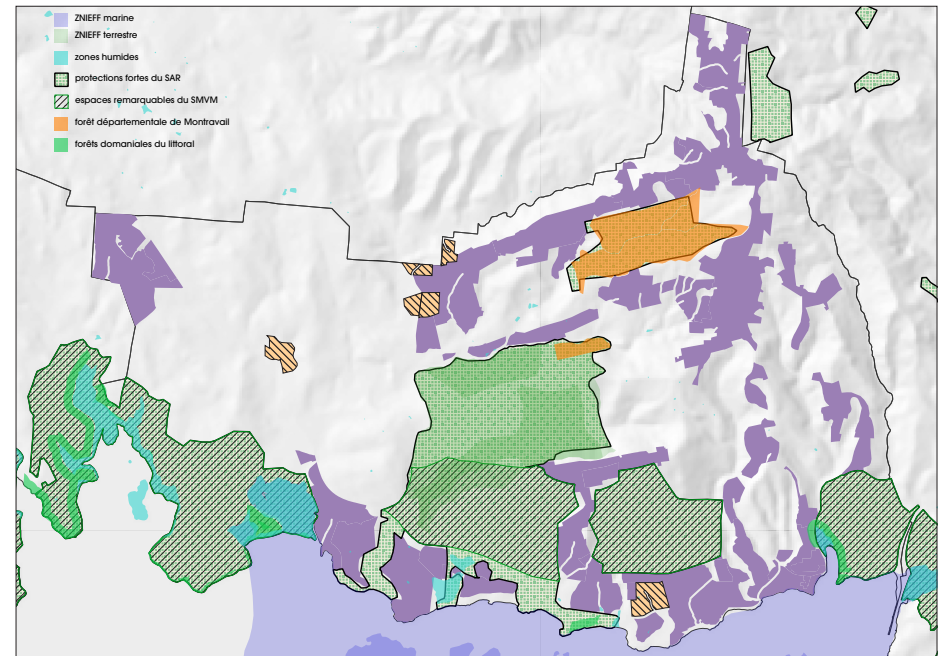 ZNIEFF marine
ZNIEFF terrestre
zones humides
protections fortes du SAR
espaces remarquables du SMVM
forêt départementale de Montravail
forêts domaniales du littoral